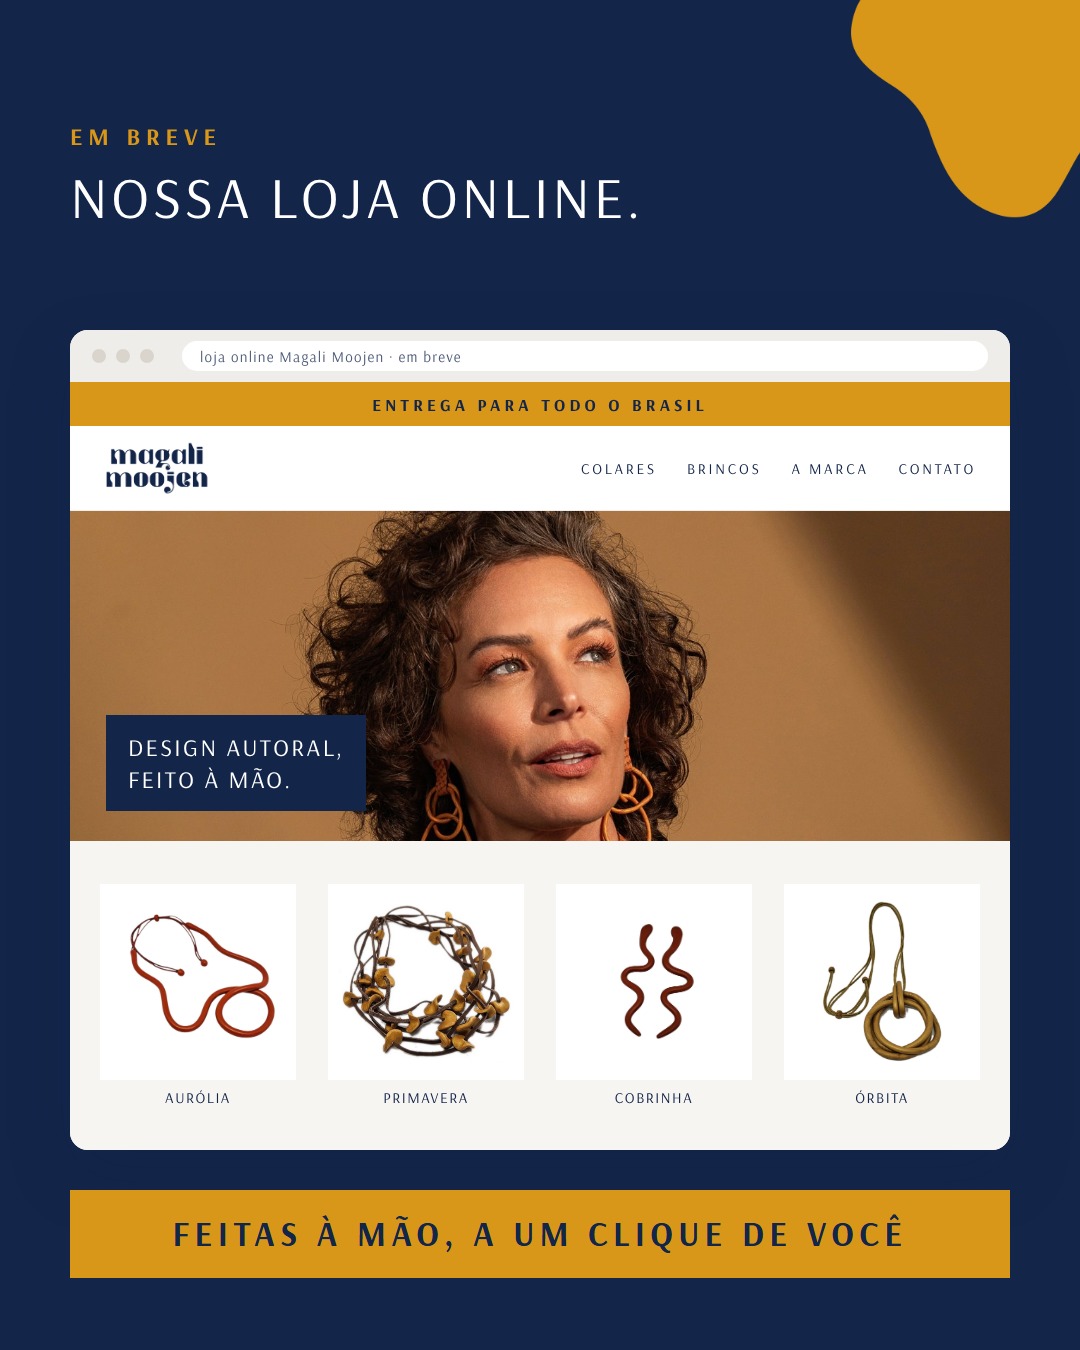 EM BREVE
NOSSA LOJA ONLINE.
loja online Magali Moojen · em breve
ENTREGA PARA TODO O BRASIL
magali
moojen
COLARES BRINCOS A MARCA CONTATO
DESIGN AUTORAL,
FEITO À MÃO.
AURÓLIA PRIMAVERA COBRINHA ÓRBITA
FEITAS À MÃO, A UM CLIQUE DE VOCÊ